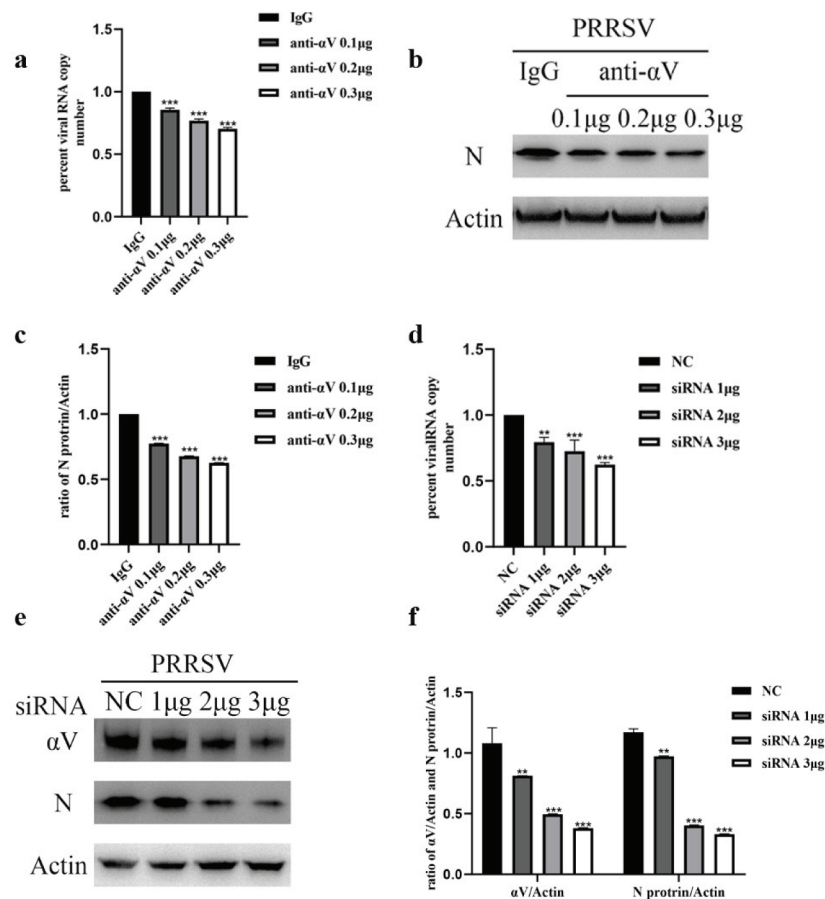 a
percent viral RNA copy
number
1.5
1.0
0.5
0.0
***
***
***
IgG
anti-αV 0.1μg
anti-αV 0.2μg
anti-αV 0.3μg
IgG
anti-αV 0.1μg
anti-αV 0.2μg
anti-αV 0.3μg
b
PRRSV
IgG anti-αV
0.1μg 0.2μg 0.3μg
N
Actin
c
ratio of N protrin/Actin
1.5
1.0
0.5
0.0
***
***
***
IgG
anti-αV 0.1μg
anti-αV 0.2μg
anti-αV 0.3μg
IgG
anti-αV 0.1μg
anti-αV 0.2μg
anti-αV 0.3μg
d
percent viralRNA copy
number
1.5
1.0
0.5
0.0
**
***
***
NC
siRNA 1μg
siRNA 2μg
siRNA 3μg
NC
siRNA 1μg
siRNA 2μg
siRNA 3μg
e
PRRSV
siRNA NC 1μg 2μg 3μg
αV
N
Actin
f
ratio of αV/Actin and N protrin/Actin
1.5
1.0
0.5
0.0
**
***
***
**
***
***
αV/Actin N protrin/Actin
NC
siRNA 1μg
siRNA 2μg
siRNA 3μg